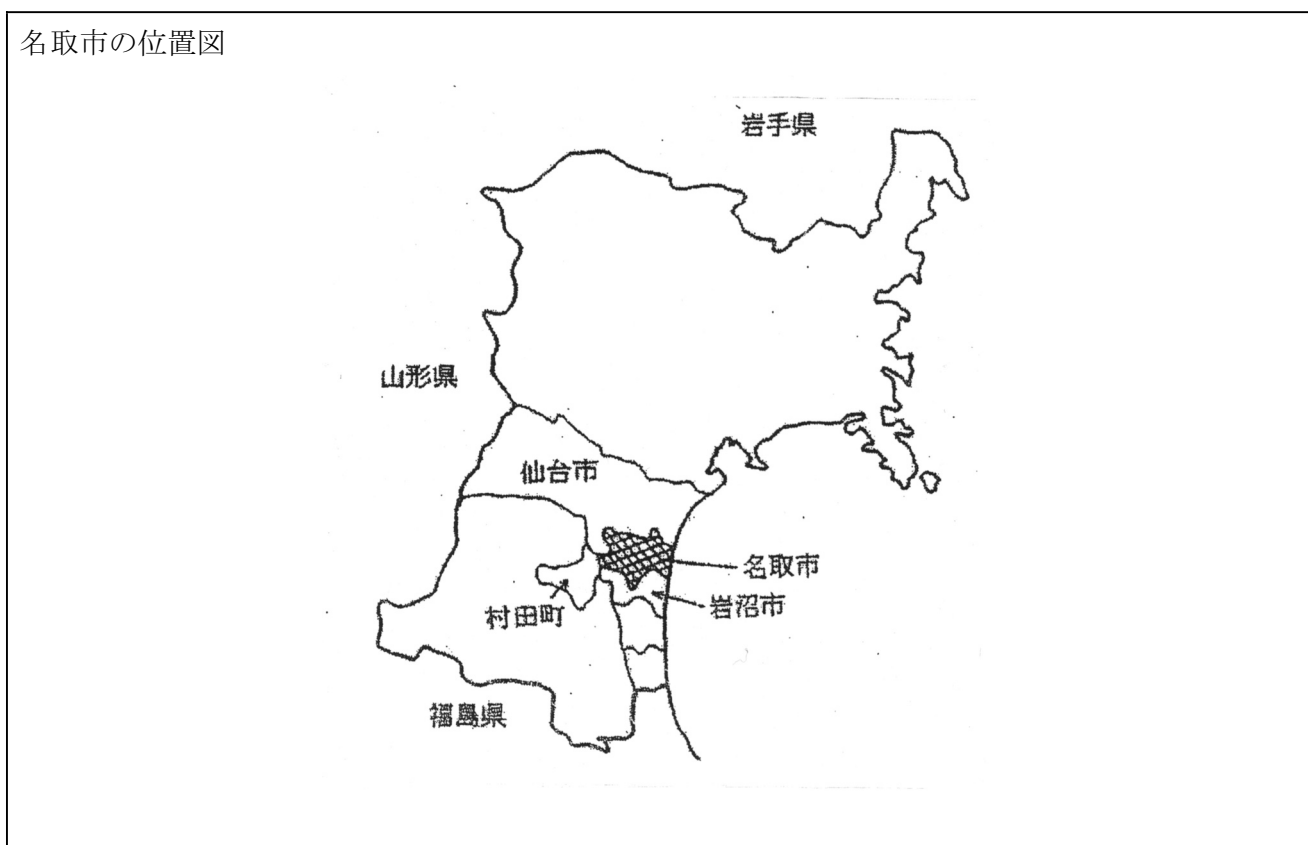 名取市の位置図
岩手県
山形県
仙台市
名取市
岩沼市
村田町
福島県